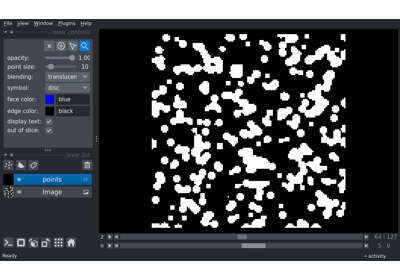 File View Window Plugins Help
layer controls
opacity: 1.00
point size: 10
blending: translucen
symbol: disc
face color: blue
edge color: black
display text:
out of slice:
layer list
points
Image
2 64 127
0 5 9
Ready activity